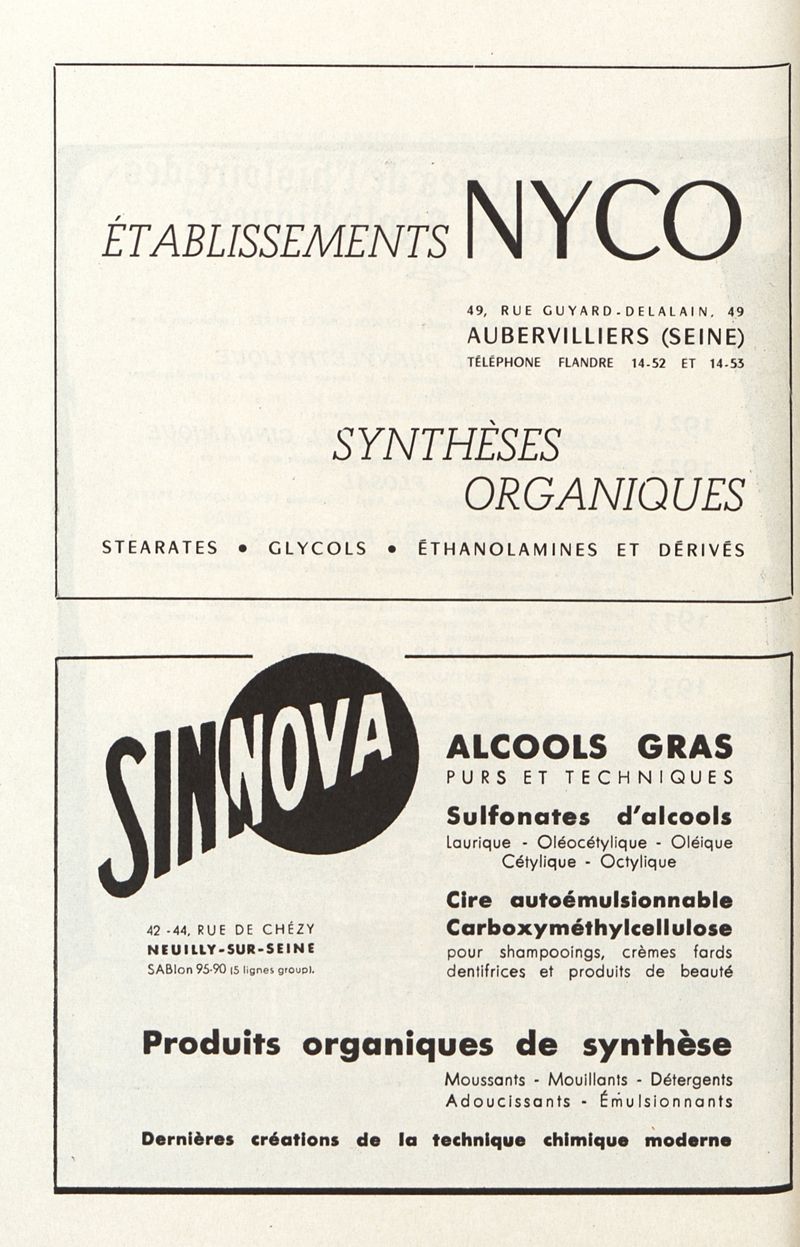 ÉTABLISSEMENTS NYCO
49, RUE GUYARD-DELALAIN, 49
AUBERVILLIERS (SEINE)
TÉLÉPHONE FLANDRE 14-52 ET 14-53
SYNTHÈSES
ORGANIQUES
STEARATES • GLYCOLS • ÉTHANOLAMINES ET DÉRIVÉS
SINNOVA
42-44, RUE DE CHÉZY
NEUILLY-SUR-SEINE
SABlon 95-90 (5 lignes group).
ALCOOLS GRAS
PURS ET TECHNIQUES
Sulfonates d'alcools
Laurique - Oléocétylique - Oléique
Cétylique - Octylique
Cire autoémulsionnable
Carboxyméthylcellulose
pour shampooings, crèmes fards
dentifrices et produits de beauté
Produits organiques de synthèse
Moussants - Mouillants - Détergents
Adoucissants - Émulsionnants
Dernières créations de la technique chimique moderne